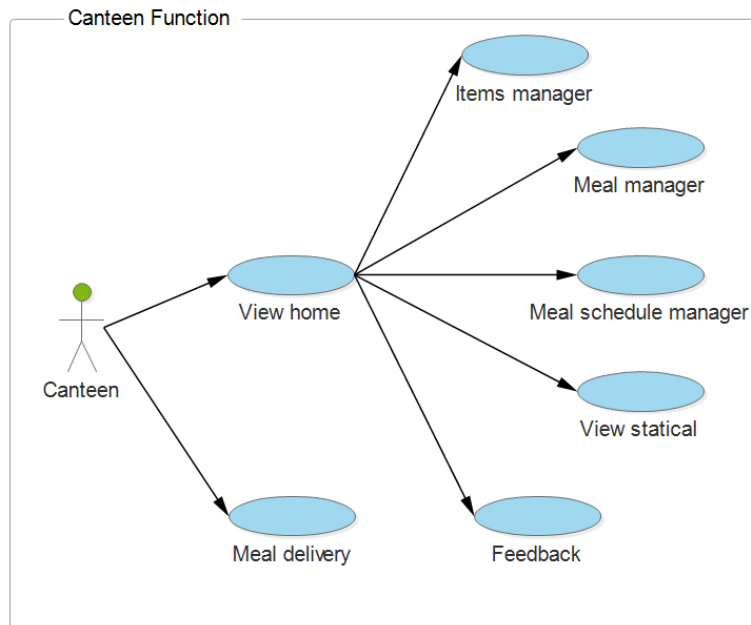 Canteen Function
Items manager
Meal manager
View home
Meal schedule manager
Canteen
View statical
Meal delivery
Feedback